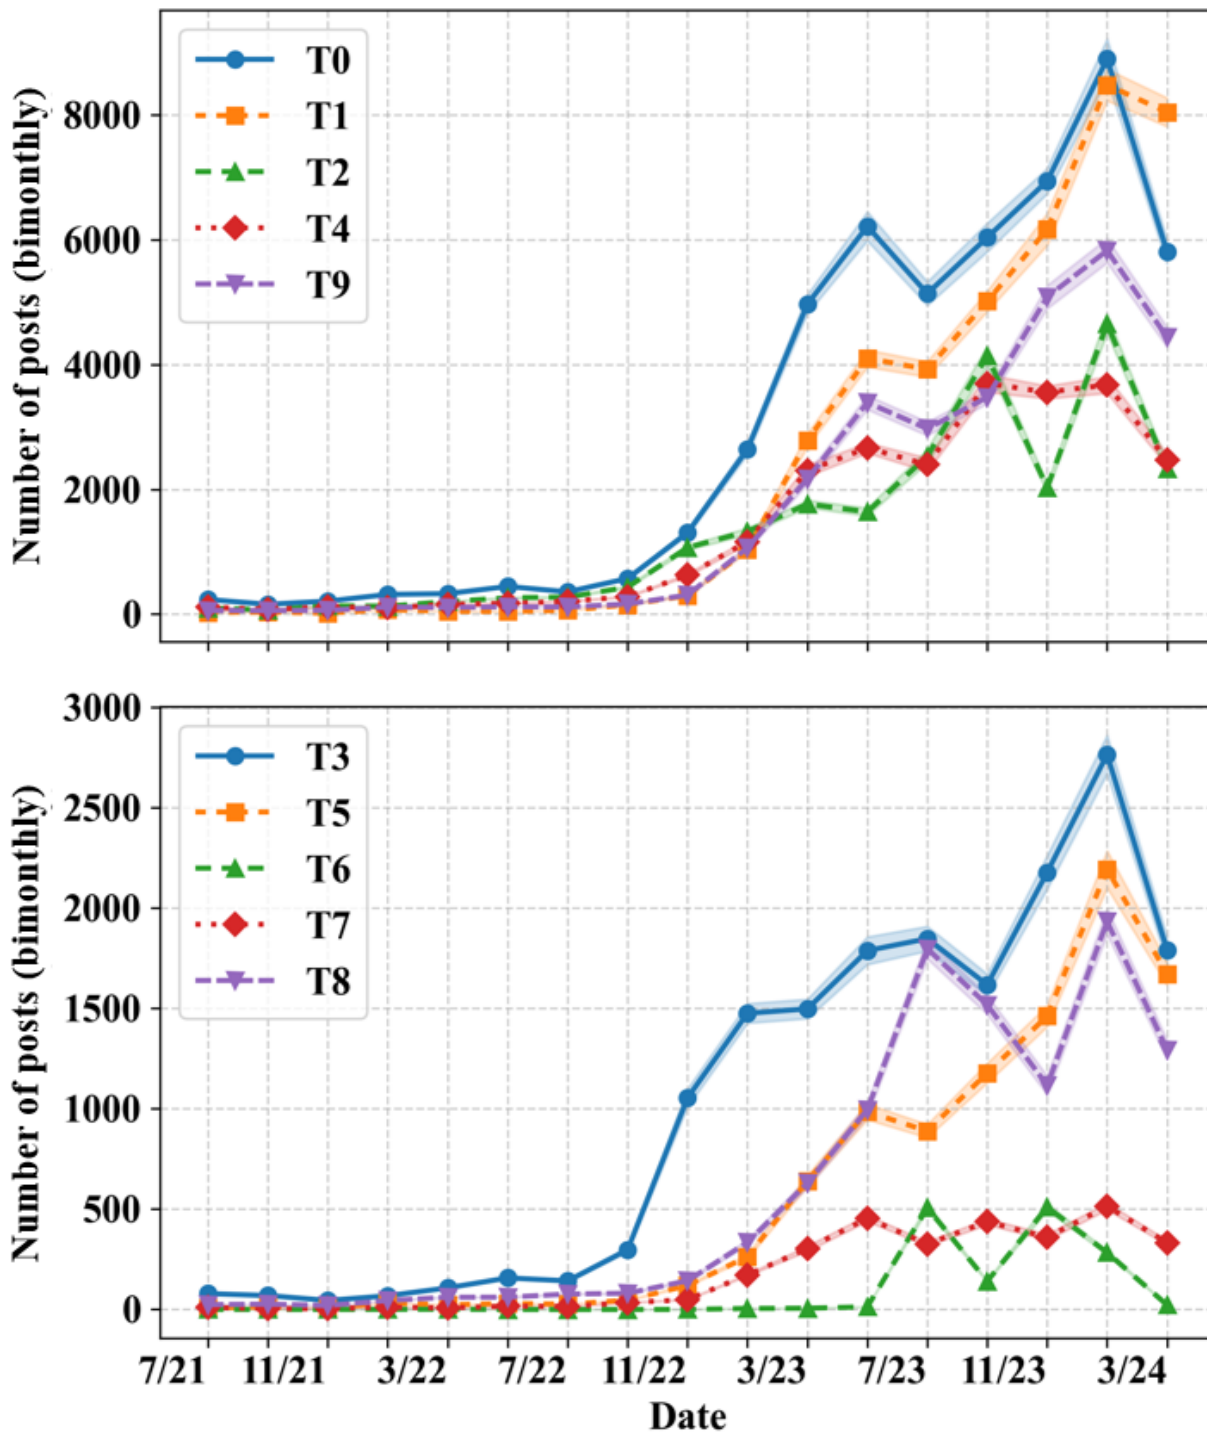 Number of posts (bimonthly)
8000
6000
4000
2000
0
T0
T1
T2
T4
T9
Number of posts (bimonthly)
3000
2500
2000
1500
1000
500
0
T3
T5
T6
T7
T8
7/21 11/21 3/22 7/22 11/22 3/23 7/23 11/23 3/24
Date